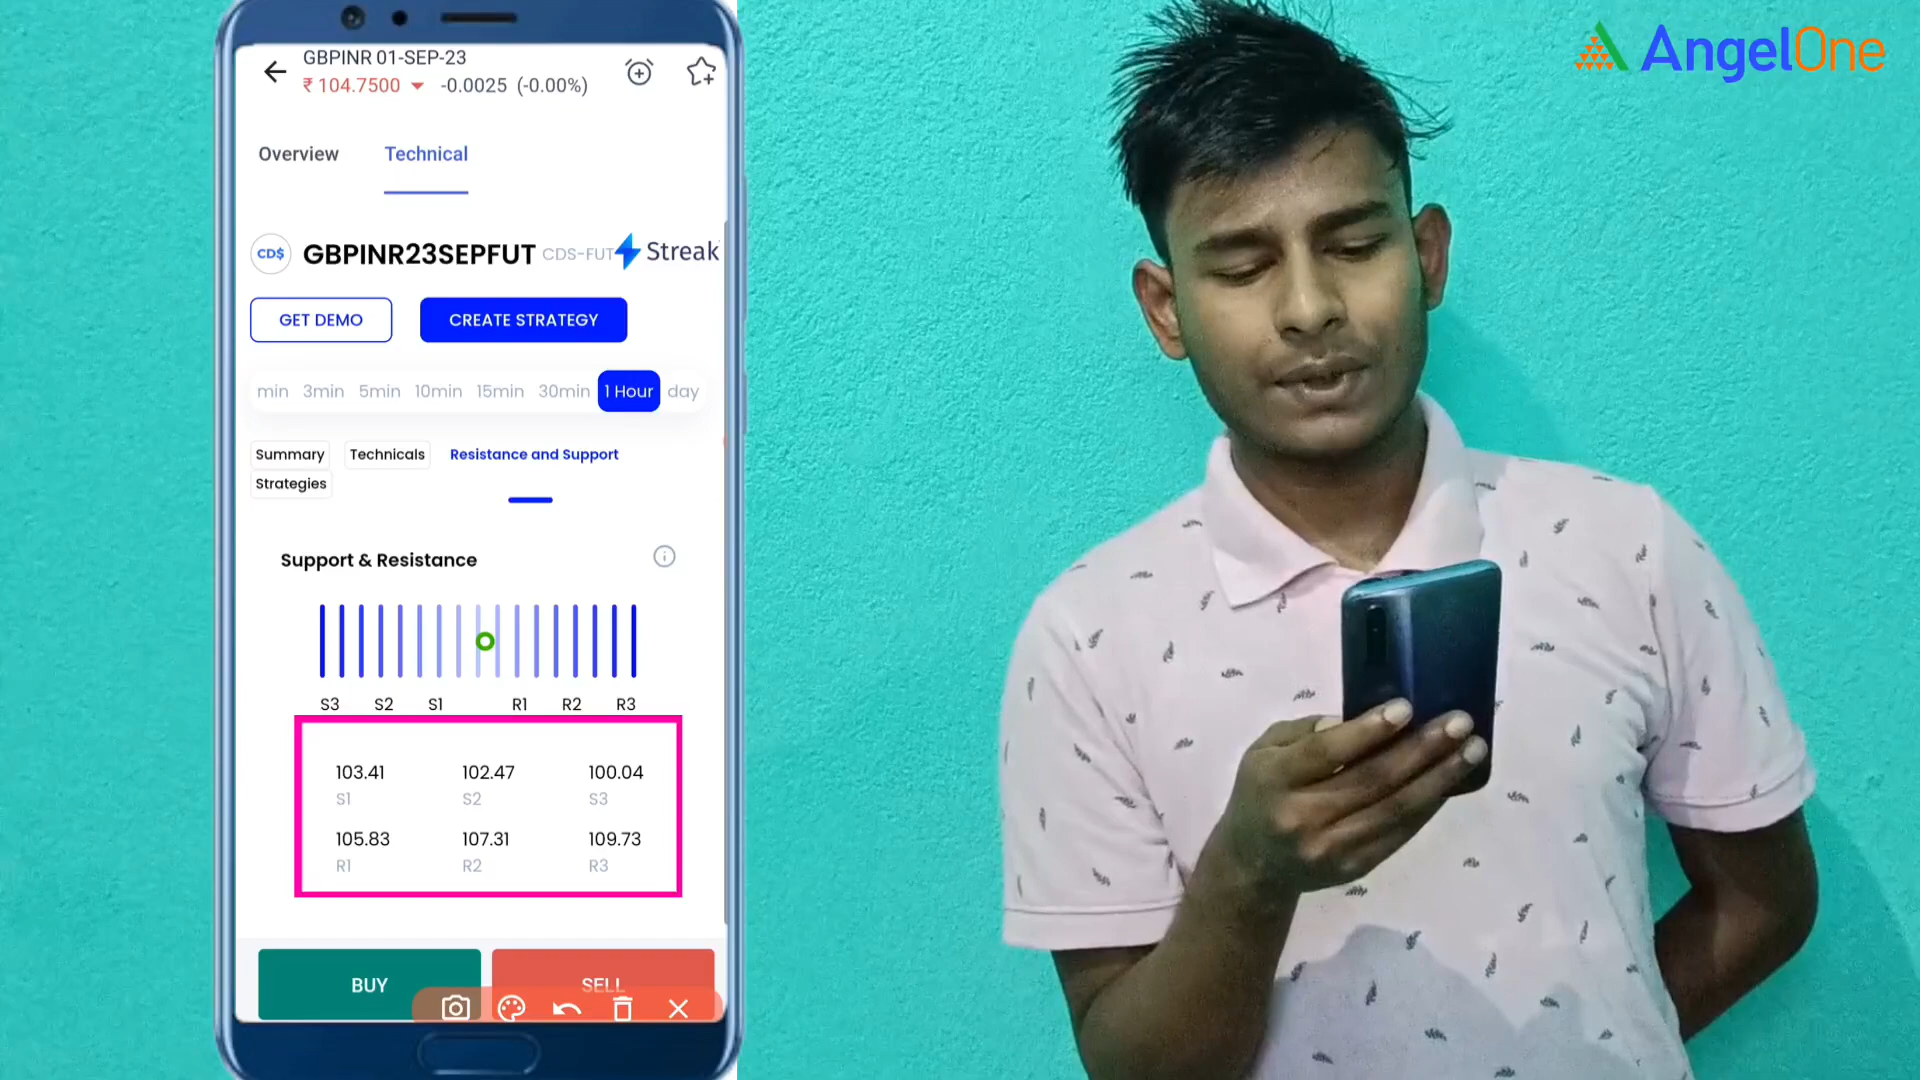 GBPINR 01-SEP-23
₹ 104.7500 -0.0025 (-0.00%)
Overview Technical
CD$ GBPINR23SEPFUT CDS-FUT Streak
GET DEMO CREATE STRATEGY
min 3min 5min 10min 15min 30min 1 Hour day
Summary Technicals Resistance and Support
Strategies
Support & Resistance
S3 S2 S1 R1 R2 R3
103.41 102.47 100.04
S1 S2 S3
105.83 107.31 109.73
R1 R2 R3
BUY SELL
AngelOne